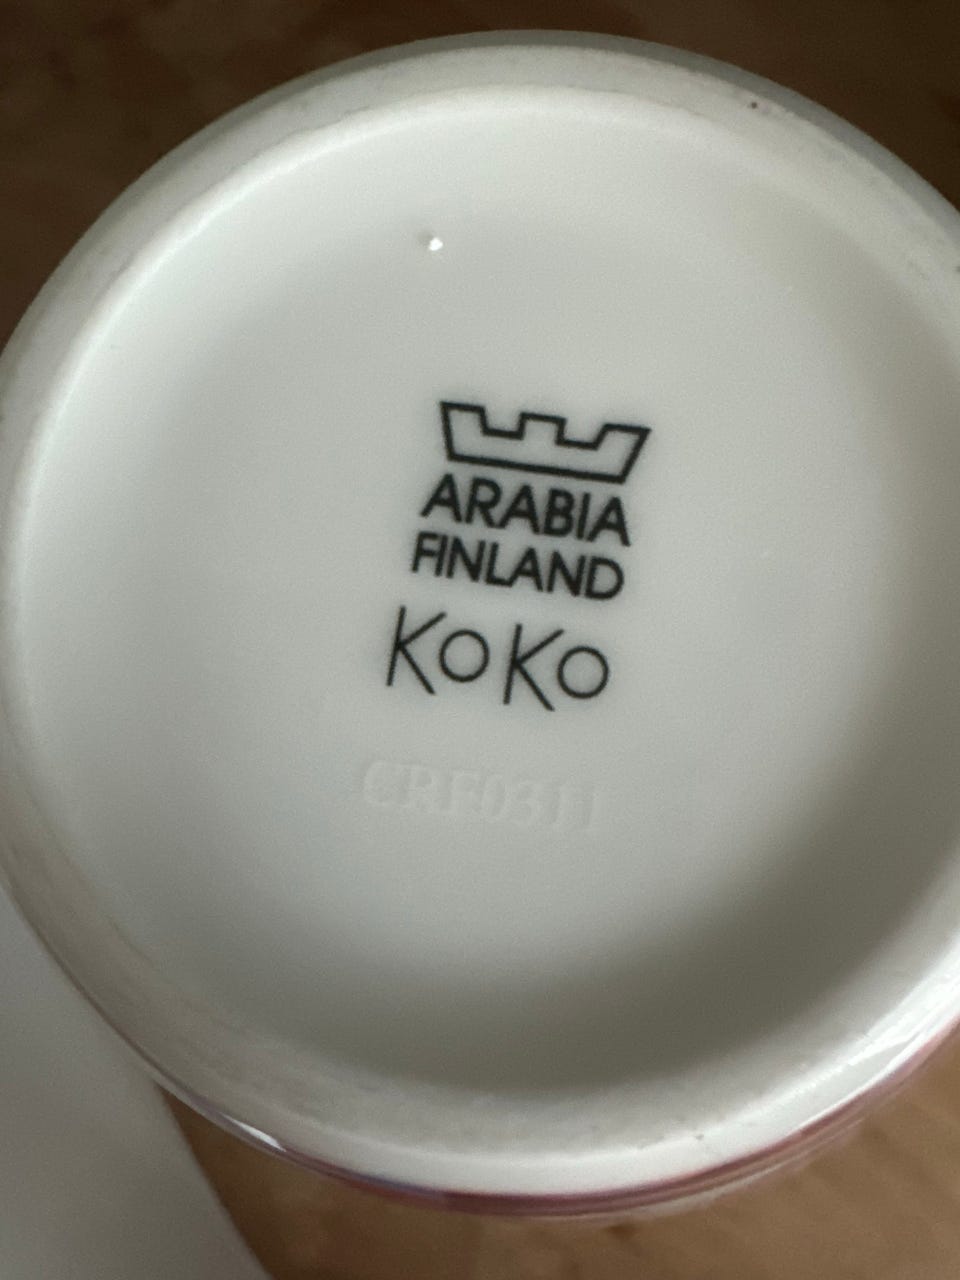 ARABIA
FINLAND
KoKo
CRF0311